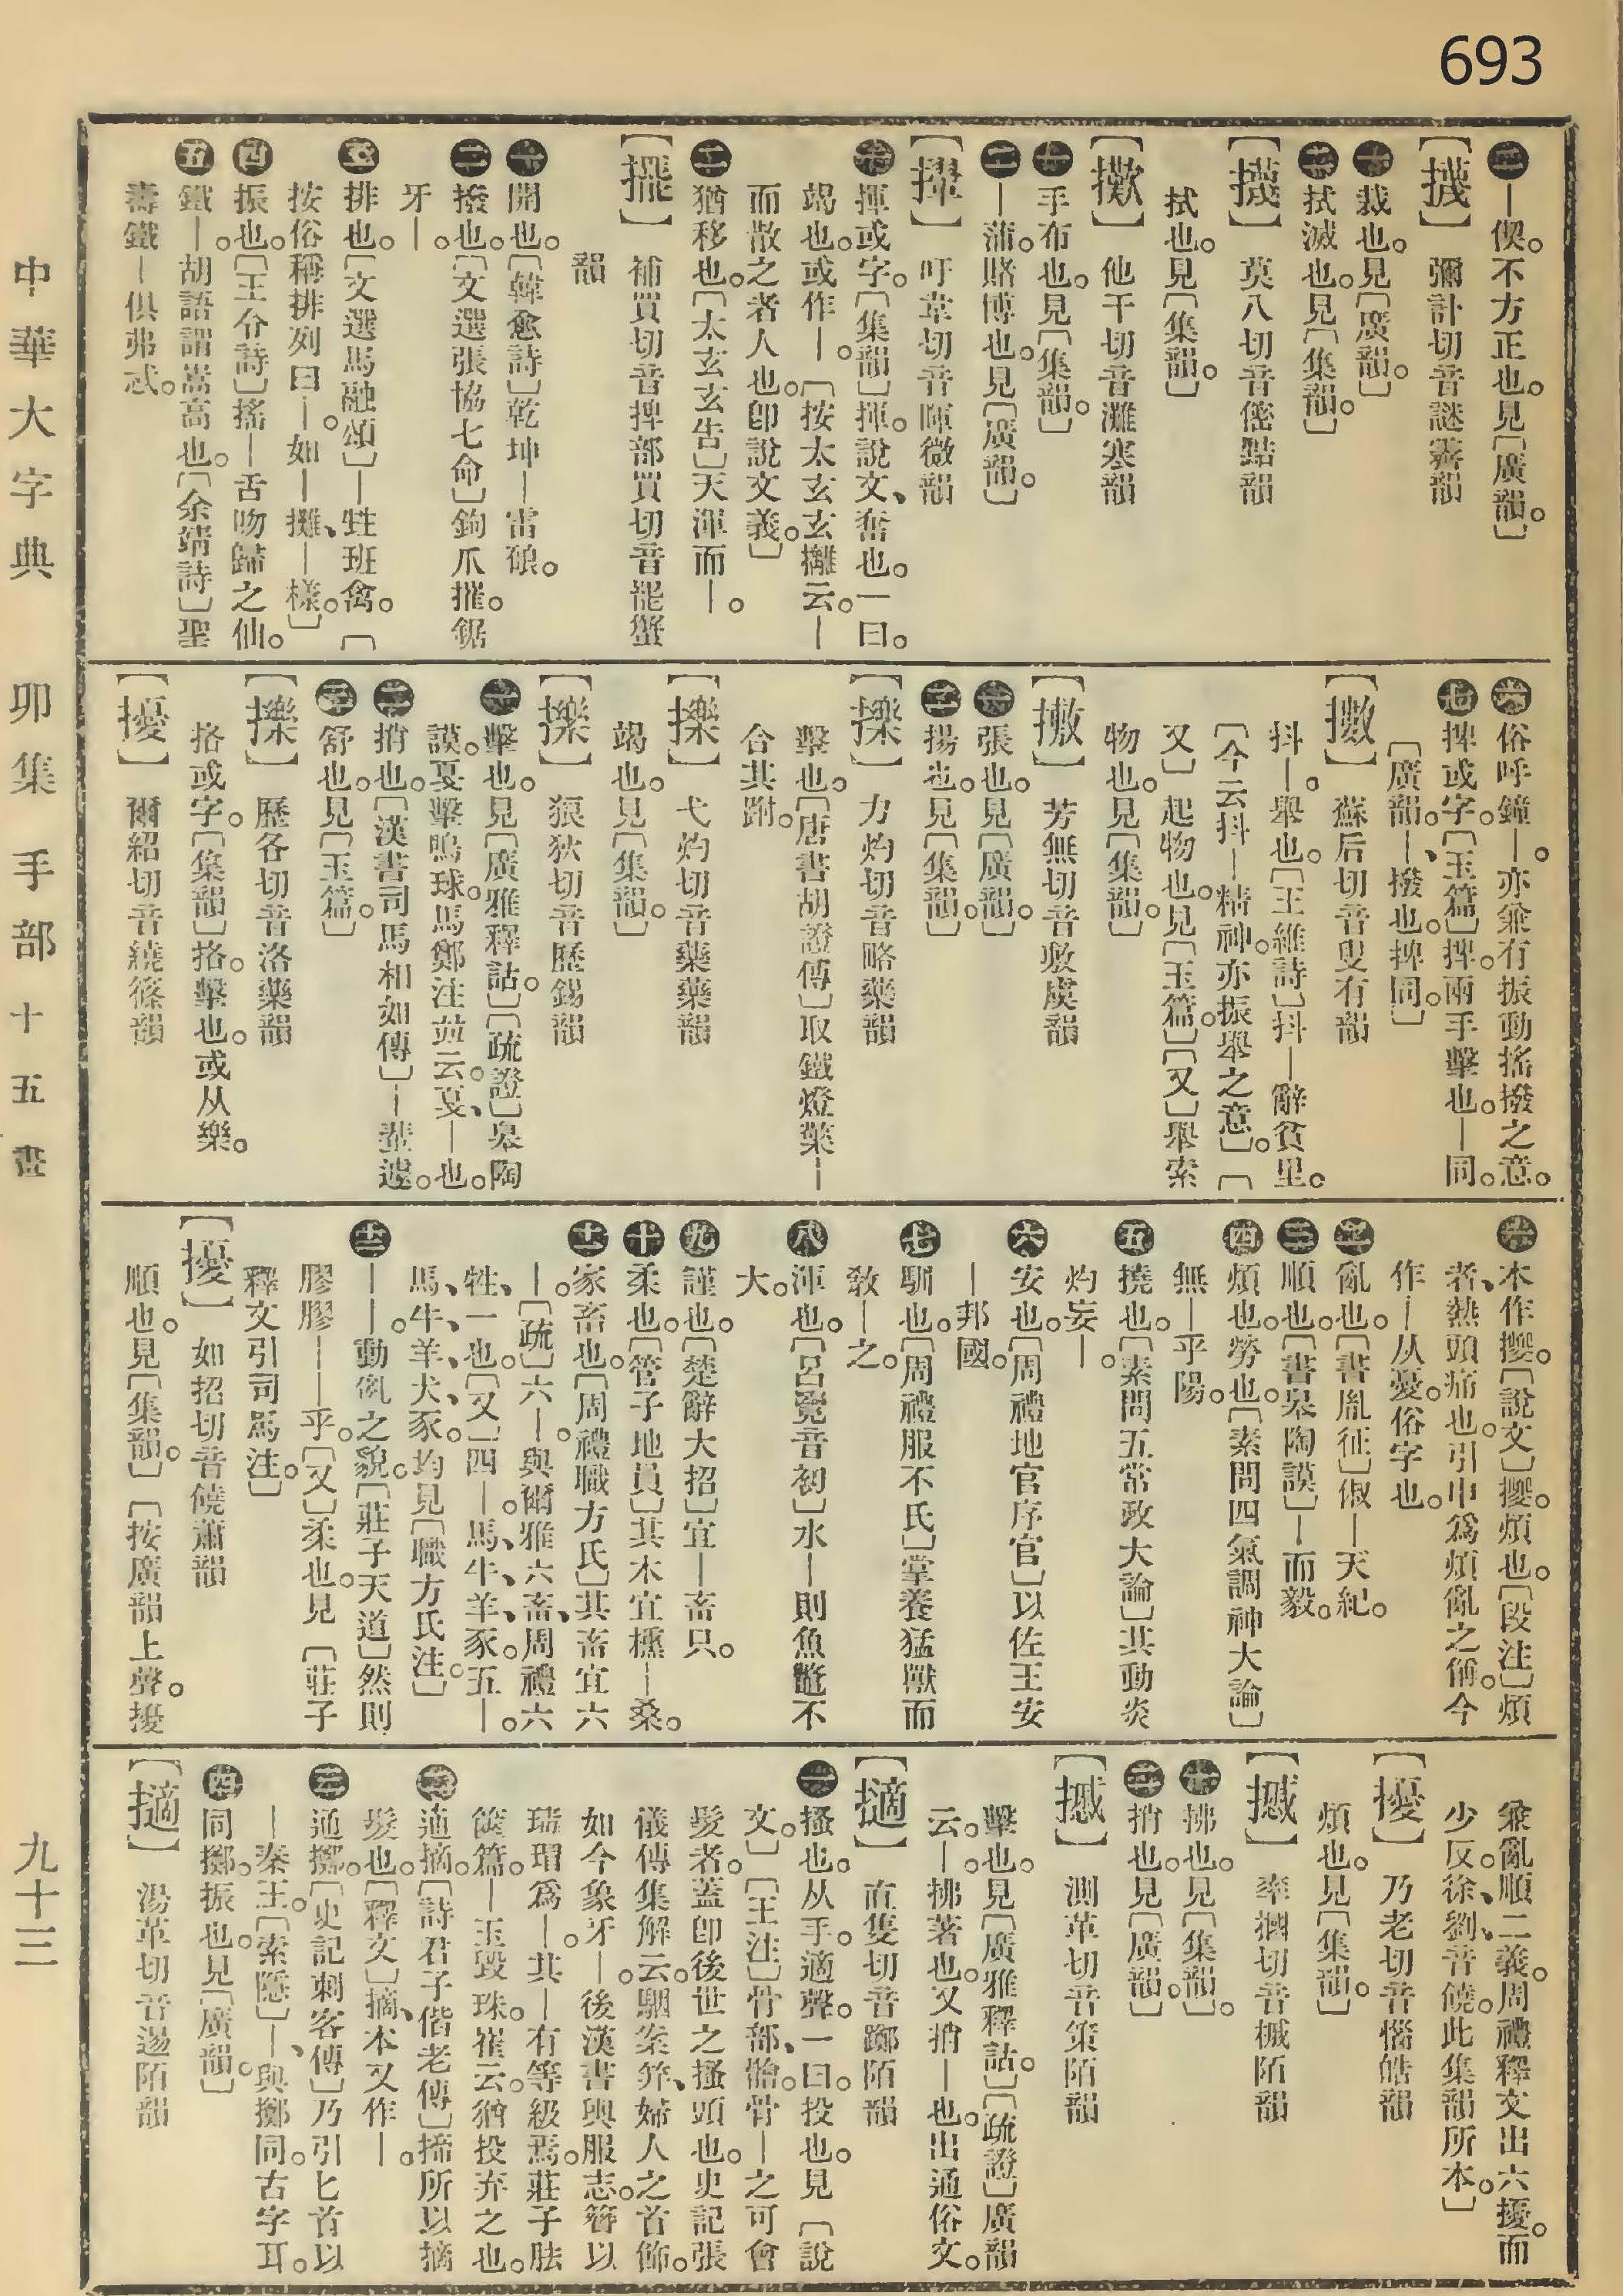 693
㊂｜偰。不方正也。見〔廣韻。〕
〔擑〕彌計切音謎霽韻
㊀裁也。見〔廣韻。〕
㊁拭滅也。見〔集韻。〕
莫八切音傛黠韻
拭也。見〔集韻。〕
〔擹〕他干切音灘寒韻
㊀手布也。見〔集韻。〕
㊁｜蒲。賭博也。見〔廣韻。〕
吁韋切音暉微韻
㊀揮或字。〔集韻〕揮。說文、奮也。一曰。
竭也。或作｜。〔按太玄玄攡云。｜
而散之者人也。卽說文義。〕
㊁猶移也。〔太玄玄告〕天渾而｜。
〔擺〕補買切音捭部買切音罷蟹
韻
㊀開也。〔韓愈詩〕乾坤｜雷硠。
㊁撥也。〔文選張協七命〕鉤爪摧。鋸
牙｜。
㊂排也。〔文選馬融頌〕｜牲班禽。〔
按俗稱排列曰｜。如｜攤、｜樣。〕
㊃振也。〔王令詩〕搖｜舌吻歸之仙。
㊄鐵｜。胡語謂嵩高也。〔余靖詩〕聖
壽鐵｜俱弗忒。
㊅俗呼鐘｜。亦兼有振動搖撥之意。
㊆捭或字。〔玉篇〕捭。兩手擊也。｜同。
〔廣韻。｜、撥也。捭同。〕
〔擻〕蘇后切音叟有韻
抖｜。舉也。〔王維詩〕抖｜辭貧里。
〔今云抖｜精神。亦振舉之意。〕〔
又〕起物也。見〔玉篇。〕〔又〕舉索
物也。見〔集韻。〕
芳無切音敷虞韻
㊀張也。見〔廣韻。〕
㊁揚也。見〔集韻。〕
〔擽〕力灼切音略藥韻
擊也。〔唐書胡證傳〕取鐵燈檠｜
合其跗。
〔擽〕弋灼切音藥藥韻
竭也。見〔集韻。〕
〔擽〕狼狄切音歷錫韻
㊀擊也。見〔廣雅釋詁。〕〔疏證〕皋陶
謨。戛擊鳴球。馬鄭注竝云。戛、｜也。
㊁捎也。〔漢書司馬相如傳〕｜蜚遽。
㊂舒也。見〔玉篇。〕
〔擽〕歷各切音洛藥韻
挌或字。〔集韻〕挌。擊也。或从樂。
〔擾〕爾紹切音繞篠韻
㊀本作㹛。〔說文〕㹛。煩也。〔段注〕煩
者、熱頭痛也。引申爲煩亂之偁。今
作｜从憂。俗字也。
㊁亂也。〔書胤征〕俶｜天紀。
㊂順也。〔書皋陶謨〕｜而毅。
㊃煩也。勞也。〔素問四氣調神大論〕
無｜乎陽。
㊄撓也。〔素問五常政大論〕其動炎
灼妄｜。
㊅安也。〔周禮地官序官〕以佐王安
｜邦國。
㊆馴也。〔周禮服不氏〕掌養猛獸而
敎｜之。
㊇渾也。〔呂覽音初〕水｜則魚鼈不
大。
㊈謹也。〔楚辭大招〕宜｜畜只。
㊉柔也。〔管子地員〕其木宜櫄｜桑。
⑪家畜也。〔周禮職方氏〕其畜宜六
｜。〔疏〕六｜。與爾雅六畜、周禮六
牲、一也。〔又〕四｜。馬、牛、羊、豕。五｜。
馬、牛、羊、犬、豕。均見〔職方氏注。〕
⑫｜｜。動亂之貌。〔莊子天道〕然則
膠膠｜｜乎。〔又〕柔也。見〔莊子
釋文引司馬注。〕
〔擾〕如招切音饒蕭韻
順也。見〔集韻。〕〔按廣韻上聲。擾
兼亂順二義。周禮釋文出六擾。而
少反。徐、劉、音饒。此集韻所本。〕
〔擾〕乃老切音惱皓韻
煩也。見〔集韻。〕
〔摵〕率摑切音槭陌韻
㊀拂也。見〔集韻。〕
㊁捎也。見〔廣韻。〕
〔摵〕測革切音策陌韻
擊也。見〔廣雅釋詁。〕〔疏證〕廣韻
云。｜、拂著也。又捎｜也。出通俗文。
〔擿〕直隻切音躑陌韻
㊀搔也。从手。適聲。一曰。投也。見〔說
文。〕〔王注〕骨部、䯤。骨｜之可會
髮者。蓋卽後世之搔頭也。史記張
儀傳集解云。駰案笄、婦人之首飾。
如今象牙｜。後漢書輿服志。簪以
瑇瑁爲｜。其｜有等級焉。莊子胠
篋篇。｜玉毀珠。崔云。猶投弃之也。
㊁通摘。〔詩君子偕老傳〕揥所以摘
髮也。〔釋文〕摘、本又作｜。
㊂通擲。〔史記刺客傳〕乃引匕首以
｜秦王。〔索隱〕｜、與擲同。古字耳。
㊃同擲。振也。見〔廣韻。〕
〔擿〕湯革切音逷陌韻
中華大字典 卯集 手部 十五畫
九十三